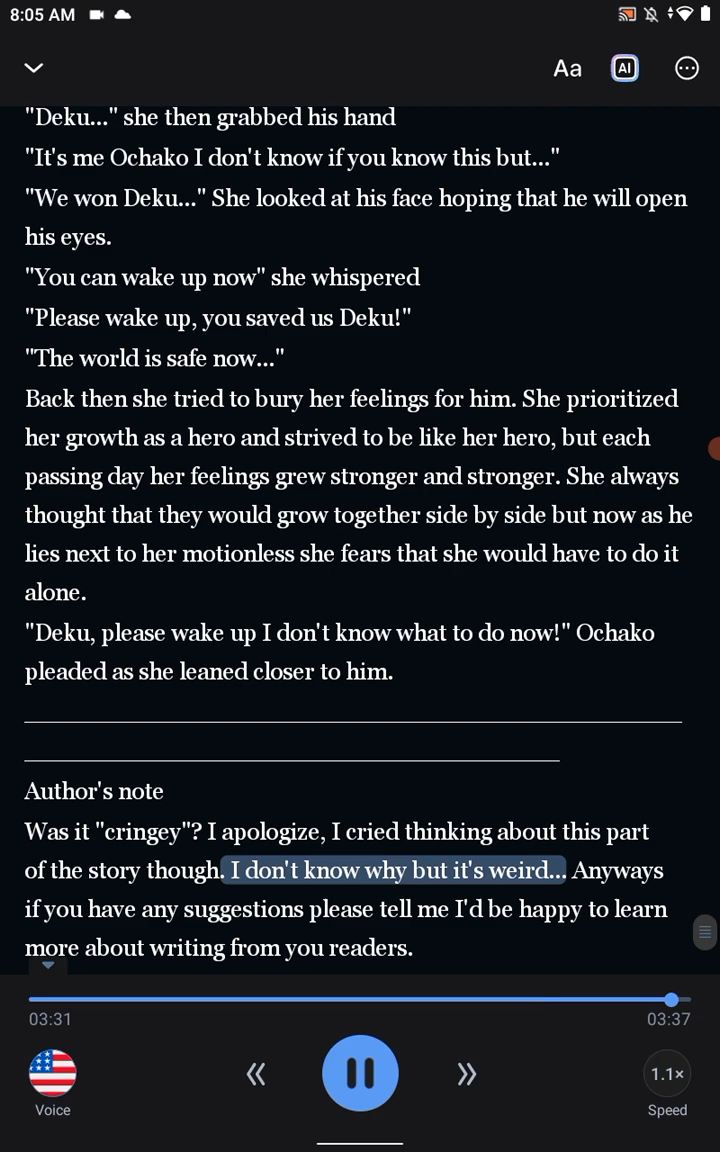 8:05 AM
Aa
AI
"Deku..." she then grabbed his hand
"It's me Ochako I don't know if you know this but..."
"We won Deku..." She looked at his face hoping that he will open
his eyes.
"You can wake up now" she whispered
"Please wake up, you saved us Deku!"
"The world is safe now..."
Back then she tried to bury her feelings for him. She prioritized
her growth as a hero and strived to be like her hero, but each
passing day her feelings grew stronger and stronger. She always
thought that they would grow together side by side but now as he
lies next to her motionless she fears that she would have to do it
alone.
"Deku, please wake up I don't know what to do now!" Ochako
pleaded as she leaned closer to him.
Author's note
Was it "cringey"? I apologize, I cried thinking about this part
of the story though. I don't know why but it's weird... Anyways
if you have any suggestions please tell me I'd be happy to learn
more about writing from you readers.
03:31
03:37
1.1×
Voice
Speed